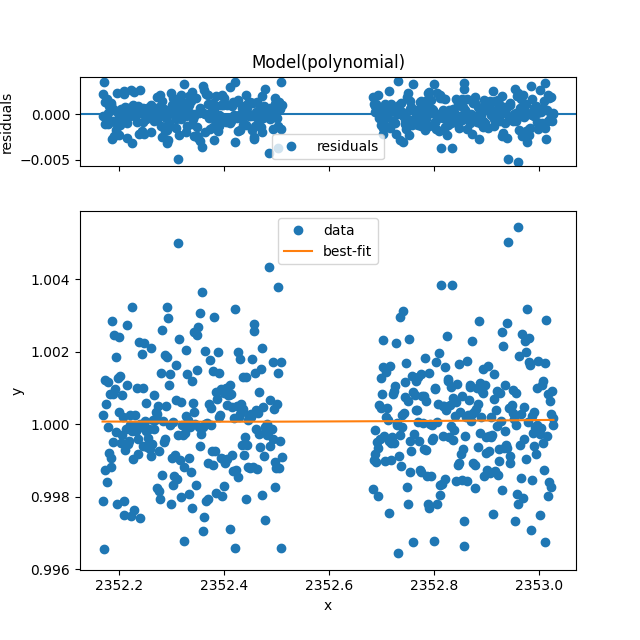 Model(polynomial)
residuals
0.000
−0.005
residuals
data
best-fit
y
1.004
1.002
1.000
0.998
0.996
2352.2 2352.4 2352.6 2352.8 2353.0
x